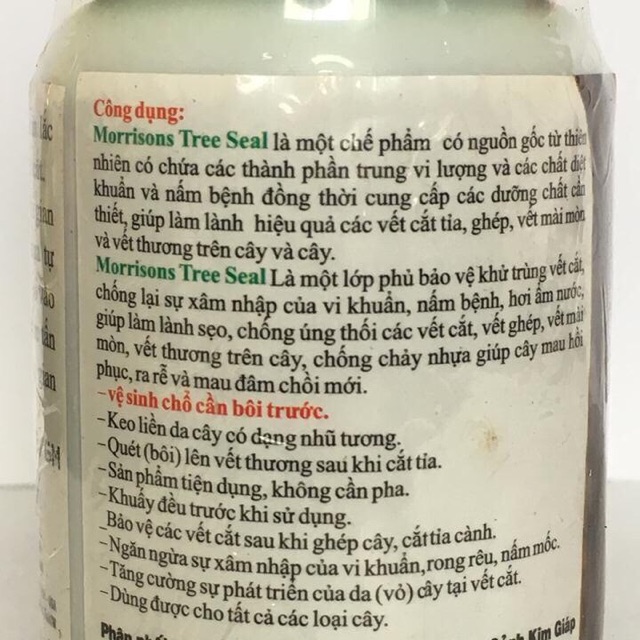 Công dụng:
Morrisons Tree Seal là một chế phẩm có nguồn gốc từ thiên
nhiên có chứa các thành phần trung vi lượng và các chất diệt
khuẩn và nấm bệnh đồng thời cung cấp các dưỡng chất cần
thiết, giúp làm lành hiệu quả các vết cắt tỉa, ghép, vết mài mòn
và vết thương trên cây và cây.
Morrisons Tree Seal Là một lớp phủ bảo vệ khử trùng vết cắt,
chống lại sự xâm nhập của vi khuẩn, nấm bệnh, hơi ẩm nước,
giúp làm lành sẹo, chống úng thối các vết cắt, vết ghép, vết mài
mòn, vết thương trên cây, chống chảy nhựa giúp cây mau hồi
phục, ra rễ và mau đâm chồi mới.
-vệ sinh chổ cần bôi trước.
-Keo liền da cây có dạng nhũ tương.
-Quét (bôi) lên vết thương sau khi cắt tỉa.
-Sản phẩm tiện dụng, không cần pha.
-Khuấy đều trước khi sử dụng.
_Bảo vệ các vết cắt sau khi ghép cây, cắt tỉa cành.
-Ngăn ngừa sự xâm nhập của vi khuẩn, rong rêu, nấm mốc.
-Tăng cường sự phát triển của da (vỏ) cây tại vết cắt.
-Dùng được cho tất cả các loại cây.
Phân phối Kim Giáp